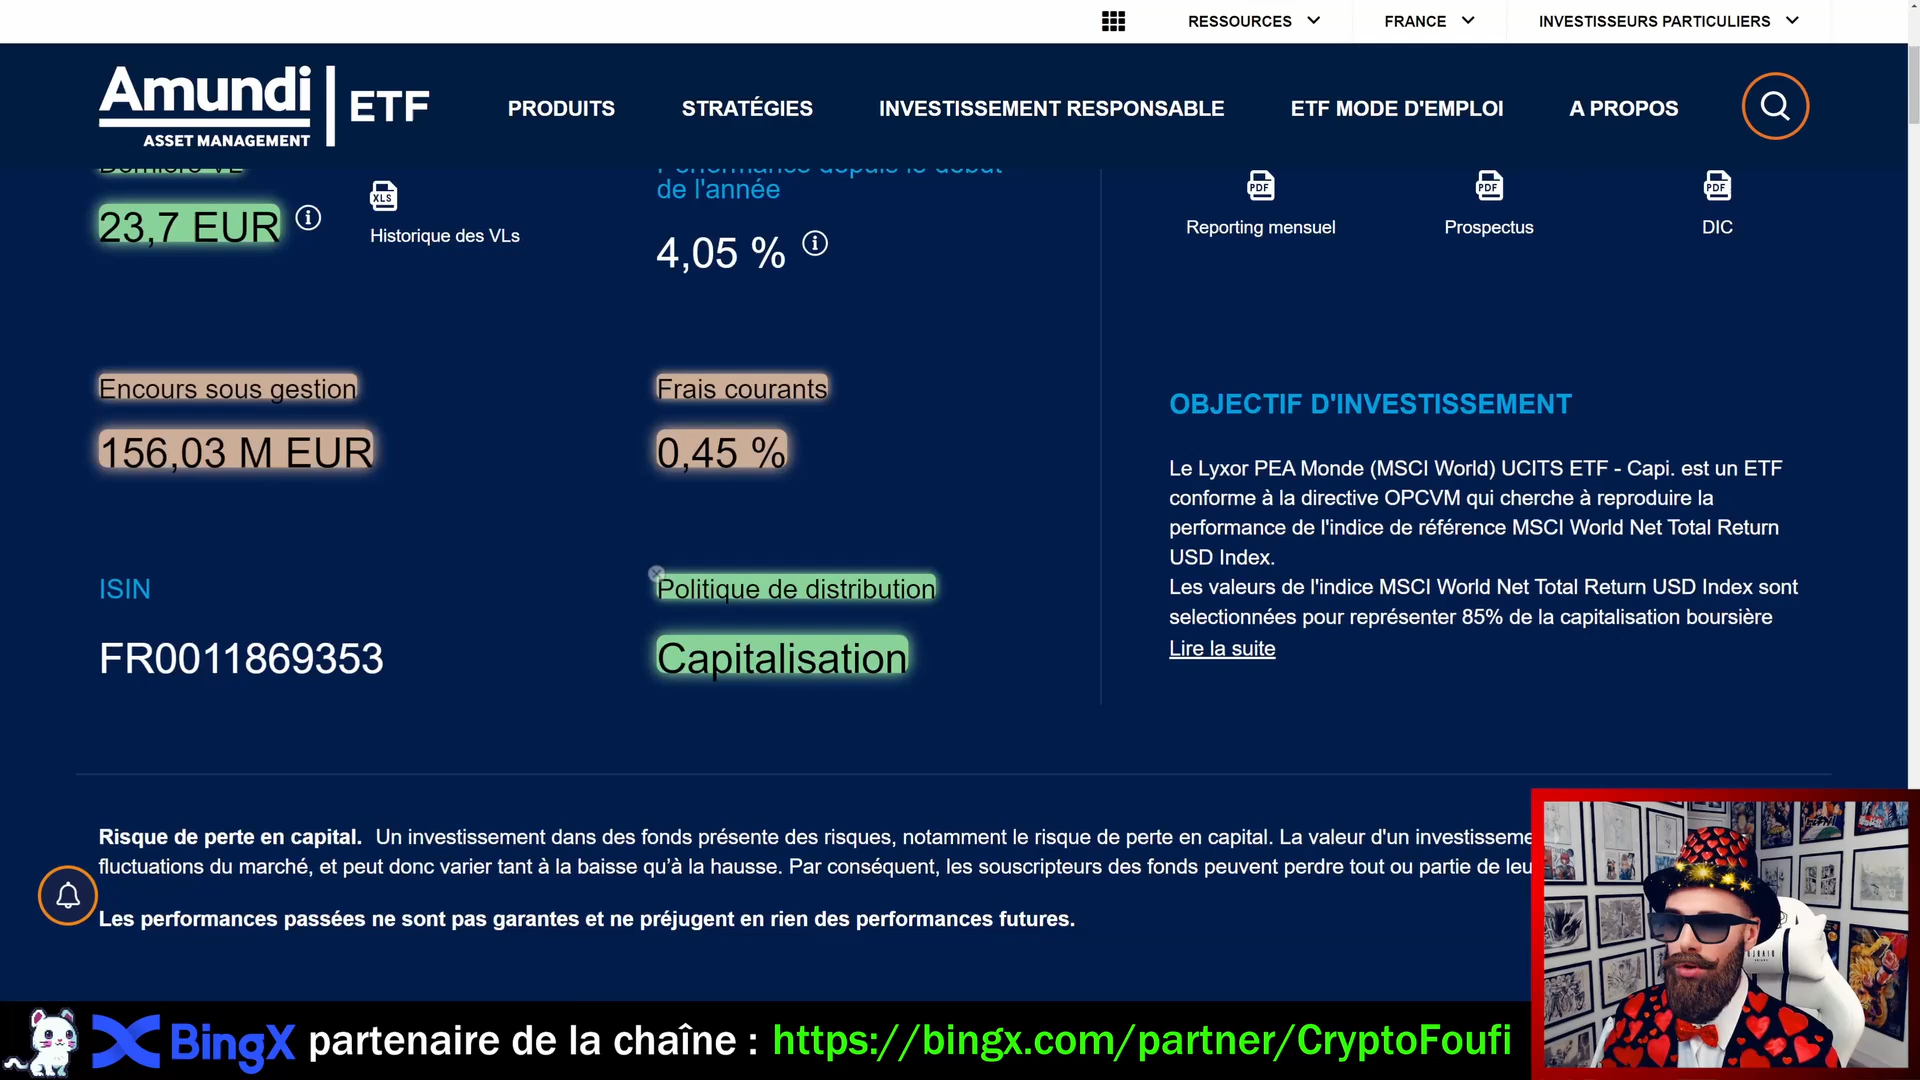 RESSOURCES
FRANCE
INVESTISSEURS PARTICULIERS
Amundi
ASSET MANAGEMENT
ETF
PRODUITS
STRATÉGIES
INVESTISSEMENT RESPONSABLE
ETF MODE D'EMPLOI
A PROPOS
Dernière VL
23,7 EUR
XLS
Historique des VLs
Performance depuis le début
de l'année
4,05 %
PDF
Reporting mensuel
PDF
Prospectus
PDF
DIC
Encours sous gestion
156,03 M EUR
Frais courants
0,45 %
ISIN
FR0011869353
Politique de distribution
Capitalisation
OBJECTIF D'INVESTISSEMENT
Le Lyxor PEA Monde (MSCI World) UCITS ETF - Capi. est un ETF
conforme à la directive OPCVM qui cherche à reproduire la
performance de l'indice de référence MSCI World Net Total Return
USD Index.
Les valeurs de l'indice MSCI World Net Total Return USD Index sont
selectionnées pour représenter 85% de la capitalisation boursière
Lire la suite
Risque de perte en capital. Un investissement dans des fonds présente des risques, notamment le risque de perte en capital. La valeur d'un investisseme
fluctuations du marché, et peut donc varier tant à la baisse qu'à la hausse. Par conséquent, les souscripteurs des fonds peuvent perdre tout ou partie de leu
Les performances passées ne sont pas garantes et ne préjugent en rien des performances futures.
BingX partenaire de la chaîne : https://bingx.com/partner/CryptoFoufi